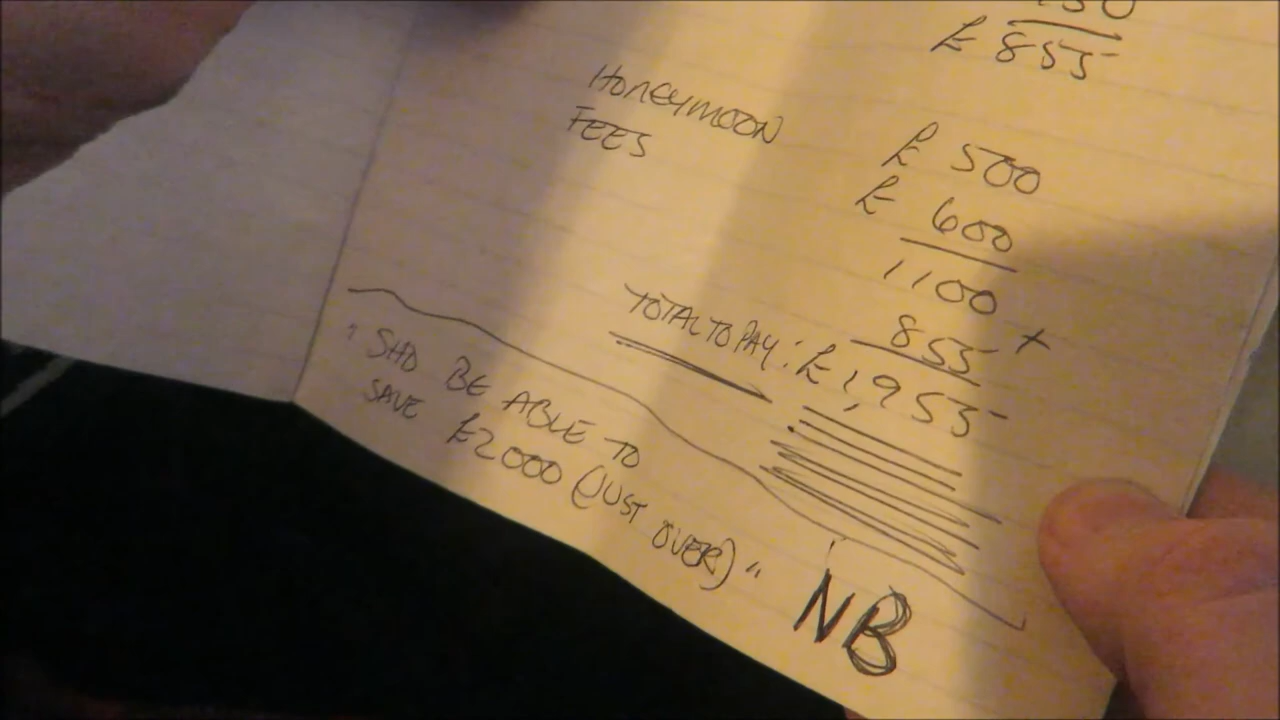 £ 855
HONEYMOON £ 500
FEES £ 600
1100
855 +
TOTAL TO PAY: £1,955
"SHD BE ABLE TO
SAVE £2000 (JUST OVER)"
NB